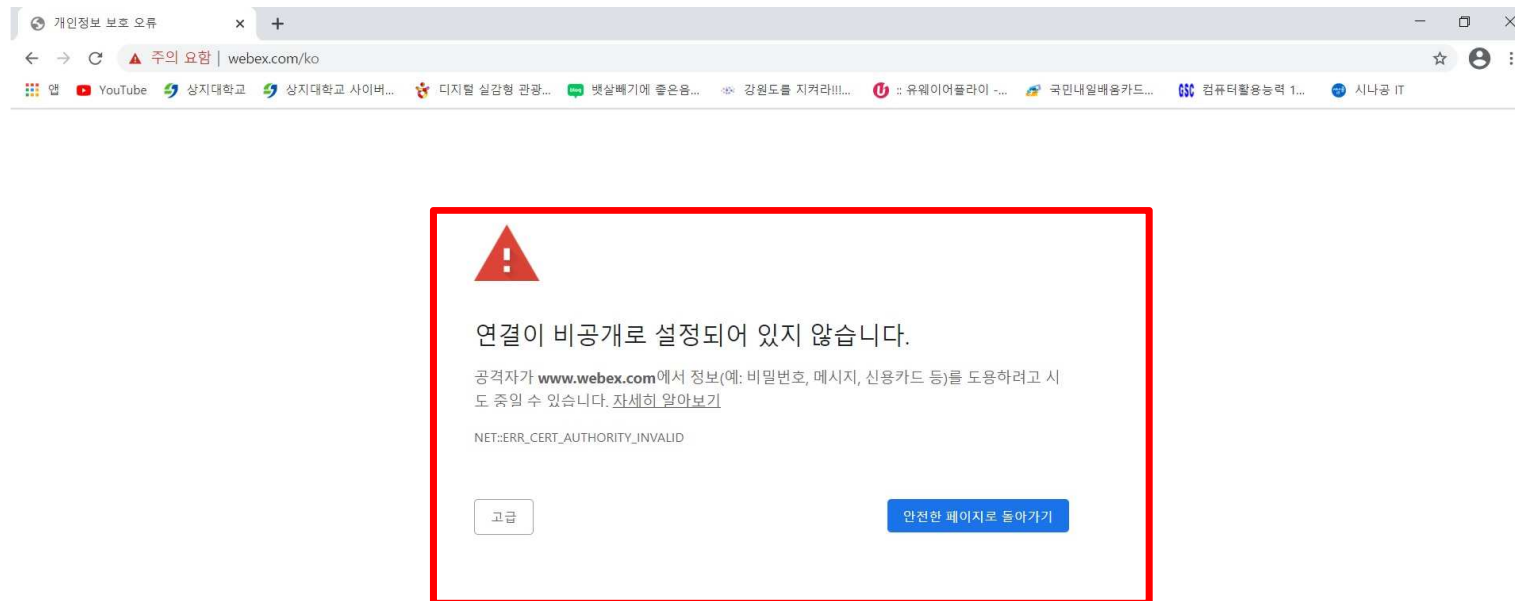 개인정보 보호 오류
주의 요함 | webex.com/ko
앱 YouTube 상지대학교 상지대학교 사이버... 디지털 실감형 관광... 뱃살빼기에 좋은음... 강원도를 지켜라!!!... :: 유웨이어플라이 -... 국민내일배움카드... GSC 컴퓨터활용능력 1... 시나공 IT
연결이 비공개로 설정되어 있지 않습니다.
공격자가 www.webex.com에서 정보(예: 비밀번호, 메시지, 신용카드 등)를 도용하려고 시
도 중일 수 있습니다. 자세히 알아보기
NET::ERR_CERT_AUTHORITY_INVALID
고급 안전한 페이지로 돌아가기